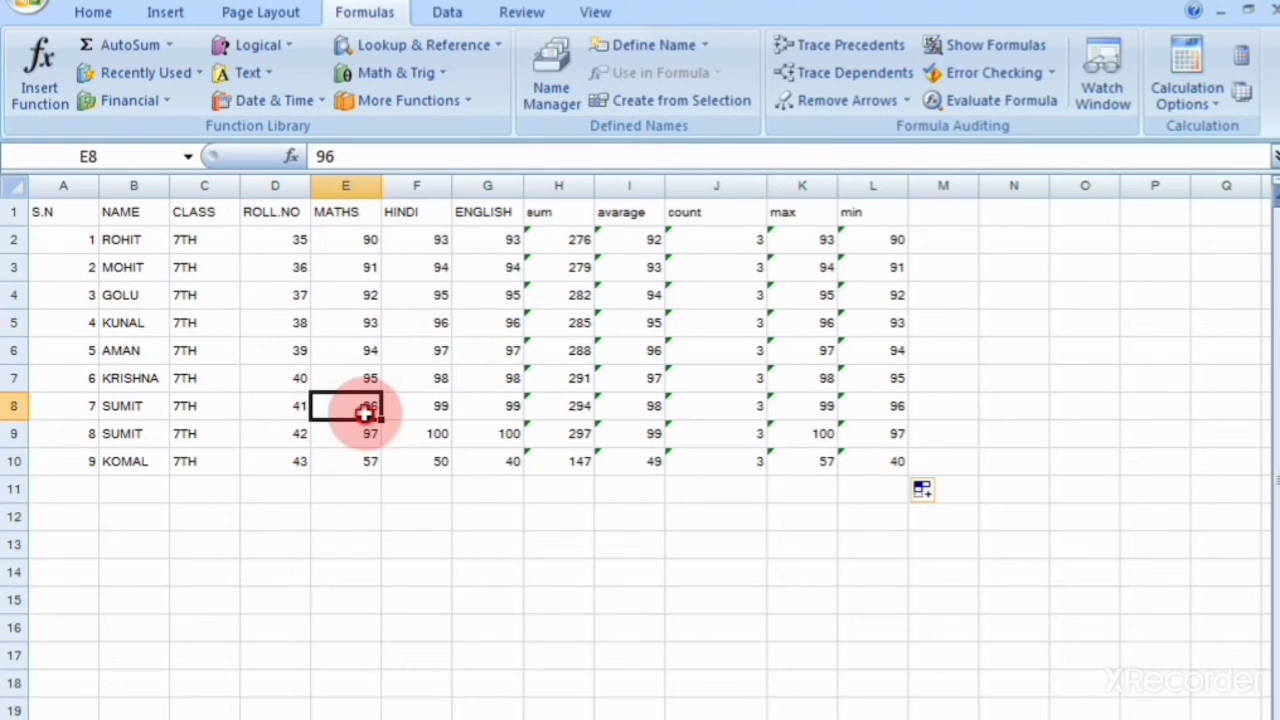 Home Insert Page Layout Formulas Data Review View
fx Insert Function
Σ AutoSum
Recently Used
Financial
Logical
Text
Date & Time
Lookup & Reference
Math & Trig
More Functions
Function Library
Name Manager
Define Name
Use in Formula
Create from Selection
Defined Names
Trace Precedents
Trace Dependents
Remove Arrows
Show Formulas
Error Checking
Evaluate Formula
Formula Auditing
Watch Window
Calculation Options
Calculation
E8 fx 96
A B C D E F G H I J K L M N O P Q
1 S.N NAME CLASS ROLL.NO MATHS HINDI ENGLISH sum avarage count max min
2 1 ROHIT 7TH 35 90 93 93 276 92 3 93 90
3 2 MOHIT 7TH 36 91 94 94 279 93 3 94 91
4 3 GOLU 7TH 37 92 95 95 282 94 3 95 92
5 4 KUNAL 7TH 38 93 96 96 285 95 3 96 93
6 5 AMAN 7TH 39 94 97 97 288 96 3 97 94
7 6 KRISHNA 7TH 40 95 98 98 291 97 3 98 95
8 7 SUMIT 7TH 41 96 99 99 294 98 3 99 96
9 8 SUMIT 7TH 42 97 100 100 297 99 3 100 97
10 9 KOMAL 7TH 43 57 50 40 147 49 3 57 40
11
12
13
14
15
16
17
18
19
XRecorder